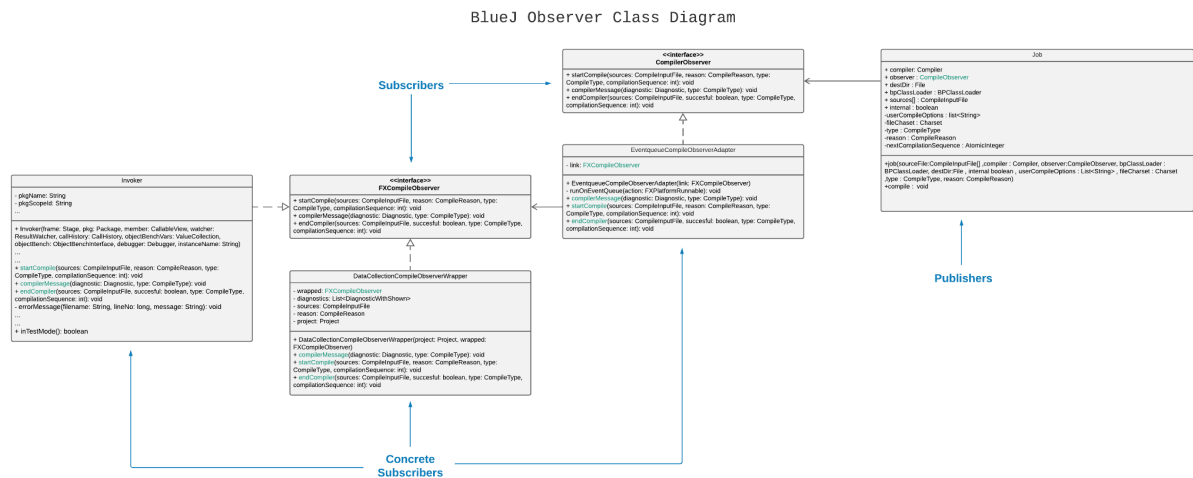 BlueJ Observer Class Diagram
<<interface>>
CompilerObserver
+ startCompile(sources: CompileInputFile, reason: CompileReason, type:
CompileType, compilationSequence: int): void
+ compilerMessage(diagnostic: Diagnostic, type: CompileType): void
+ endCompiler(sources: CompileInputFile, succesful: boolean, type: CompileType,
compilationSequence: int): void
Job
+ compiler: Compiler
+ observer : CompileObserver
+ destDir : File
+ bpClassLoader : BPClassLoader
+ sources[] : CompileInputFile
+ internal : boolean
-userCompileOptions : list<String>
-fileChaset : Charset
-type : CompileType
-reason : CompileReason
-nextCompilationSequence : AtomicInteger
+job(sourceFile:CompileInputFile[] ,compiler : Compiler, observer:CompileObserver, bpClassLoader :
BPClassLoader, destDir:File , internal boolean , userCompileOptions : List<String> , fileCharset : Charset
,type : CompileType, reason: CompileReason)
+compile : void
Subscribers
EventqueueCompileObserverAdapter
- link: FXCompileObserver
+ EventqueueCompileObserverAdapter(link: FXCompileObserver)
- runOnEventQueue(action: FXPlatformRunnable): void
+ compilerMessage(diagnostic: Diagnostic, type: CompileType): void
+ startCompile(sources: CompileInputFile, reason: CompileReason, type:
CompileType, compilationSequence: int): void
+ endCompiler(sources: CompileInputFile, succesful: boolean, type: CompileType,
compilationSequence: int): void
Invoker
- pkgName: String
- pkgScopeId: String
...
+ Invoker(frame: Stage, pkg: Package, member: CallableView, watcher:
ResultWatcher, callHistory: CallHistory, objectBenchVars: ValueCollection,
objectBench: ObjectBenchInterface, debugger: Debugger, instanceName: String)
...
...
+ startCompile(sources: CompileInputFile, reason: CompileReason, type:
CompileType, compilationSequence: int): void
+ compilerMessage(diagnostic: Diagnostic, type: CompileType): void
+ endCompiler(sources: CompileInputFile, succesful: boolean, type: CompileType,
compilationSequence: int): void
- errorMessage(filename: String, lineNo: long, message: String): void
...
...
+ inTestMode(): boolean
<<interface>>
FXCompileObserver
+ startCompile(sources: CompileInputFile, reason: CompileReason, type:
CompileType, compilationSequence: int): void
+ compilerMessage(diagnostic: Diagnostic, type: CompileType): void
+ endCompiler(sources: CompileInputFile, succesful: boolean, type: CompileType,
compilationSequence: int): void
DataCollectionCompileObserverWrapper
- wrapped: FXCompileObserver
- diagnostics: List<DiagnosticWithShown>
- sources: CompileInputFile
- reason: CompileReason
- project: Project
+ DataCollectionCompileObserverWrapper(project: Project, wrapped:
FXCompileObserver)
+ compilerMessage(diagnostic: Diagnostic, type: CompileType): void
+ startCompile(sources: CompileInputFile, reason: CompileReason, type:
CompileType, compilationSequence: int): void
+ endCompiler(sources: CompileInputFile, succesful: boolean, type: CompileType,
compilationSequence: int): void
Publishers
Concrete
Subscribers